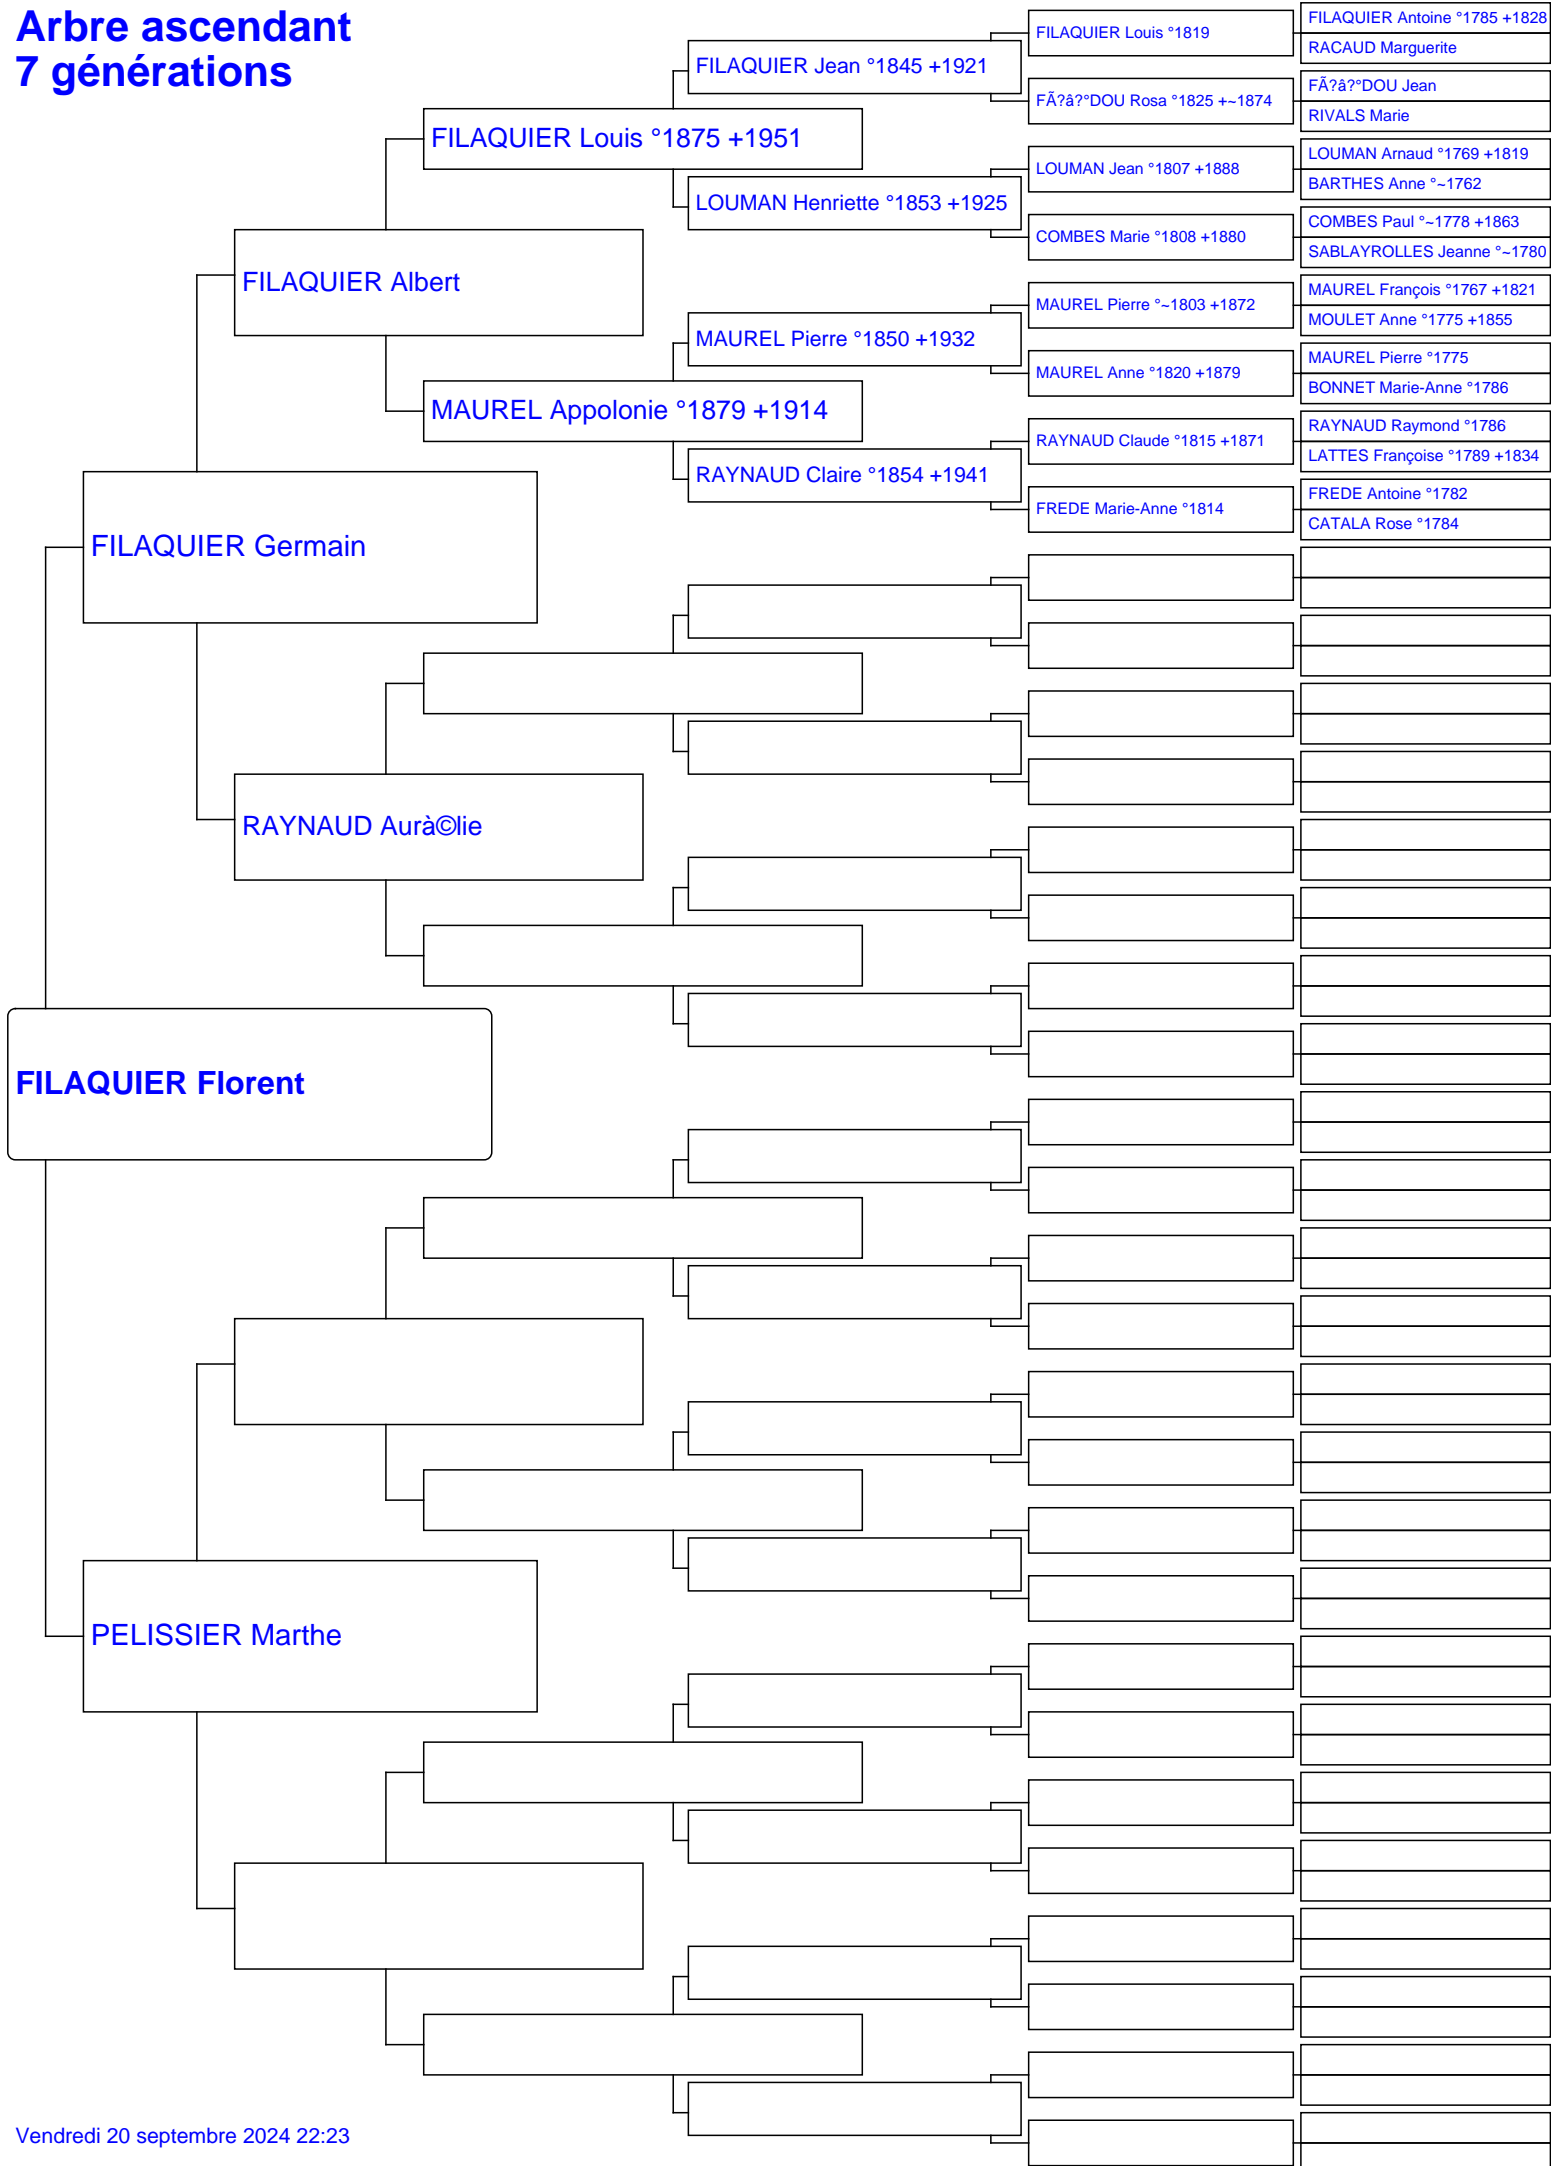 Arbre ascendant
7 générations
FILAQUIER Florent
FILAQUIER Germain
PELISSIER Marthe
FILAQUIER Albert
RAYNAUD Aurà©lie
FILAQUIER Louis °1875 +1951
MAUREL Appolonie °1879 +1914
FILAQUIER Jean °1845 +1921
LOUMAN Henriette °1853 +1925
MAUREL Pierre °1850 +1932
RAYNAUD Claire °1854 +1941
FILAQUIER Louis °1819
FÃ?â?°DOU Rosa °1825 +~1874
LOUMAN Jean °1807 +1888
COMBES Marie °1808 +1880
MAUREL Pierre °~1803 +1872
MAUREL Anne °1820 +1879
RAYNAUD Claude °1815 +1871
FREDE Marie-Anne °1814
FILAQUIER Antoine °1785 +1828
RACAUD Marguerite
FÃ?â?°DOU Jean
RIVALS Marie
LOUMAN Arnaud °1769 +1819
BARTHES Anne °~1762
COMBES Paul °~1778 +1863
SABLAYROLLES Jeanne °~1780
MAUREL François °1767 +1821
MOULET Anne °1775 +1855
MAUREL Pierre °1775
BONNET Marie-Anne °1786
RAYNAUD Raymond °1786
LATTES Françoise °1789 +1834
FREDE Antoine °1782
CATALA Rose °1784
Vendredi 20 septembre 2024 22:23